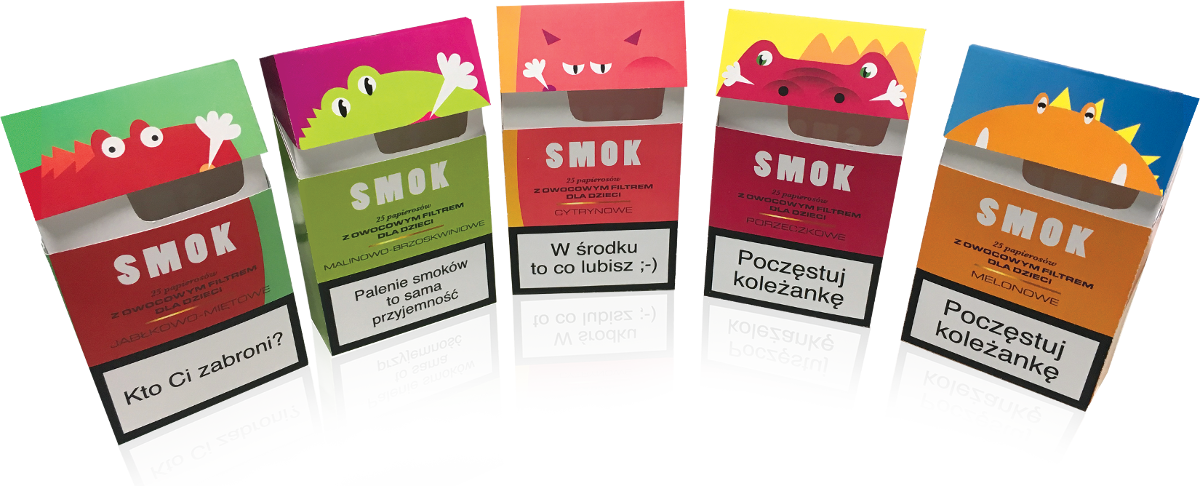 SMOK
25 papierosów
Z OWOCOWYM FILTREM
DLA DZIECI
JABŁKOWO-MIĘTOWE
Kto Ci zabroni?
SMOK
25 papierosów
Z OWOCOWYM FILTREM
DLA DZIECI
MALINOWO-BRZOSKWINIOWE
Palenie smoków
to sama
przyjemność
SMOK
25 papierosów
Z OWOCOWYM FILTREM
DLA DZIECI
CYTRYNOWE
W środku
to co lubisz ;-)
SMOK
25 papierosów
Z OWOCOWYM FILTREM
DLA DZIECI
PORZECZKOWE
Poczęstuj
koleżankę
SMOK
25 papierosów
Z OWOCOWYM FILTREM
DLA DZIECI
MELONOWE
Poczęstuj
koleżankę